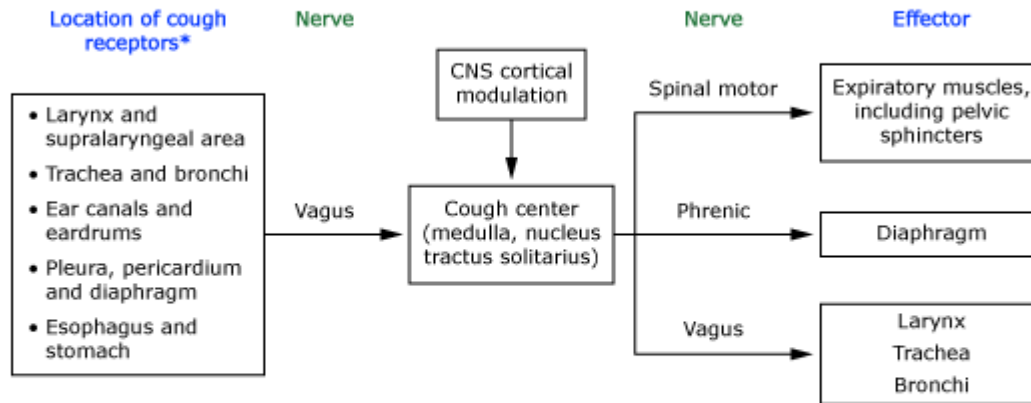 Location of cough
receptors*
Nerve
Nerve
Effector
• Larynx and
supralaryngeal area
• Trachea and bronchi
• Ear canals and
eardrums
• Pleura, pericardium
and diaphragm
• Esophagus and
stomach
Vagus
CNS cortical
modulation
Cough center
(medulla, nucleus
tractus solitarius)
Spinal motor
Expiratory muscles,
including pelvic
sphincters
Phrenic
Diaphragm
Vagus
Larynx
Trachea
Bronchi